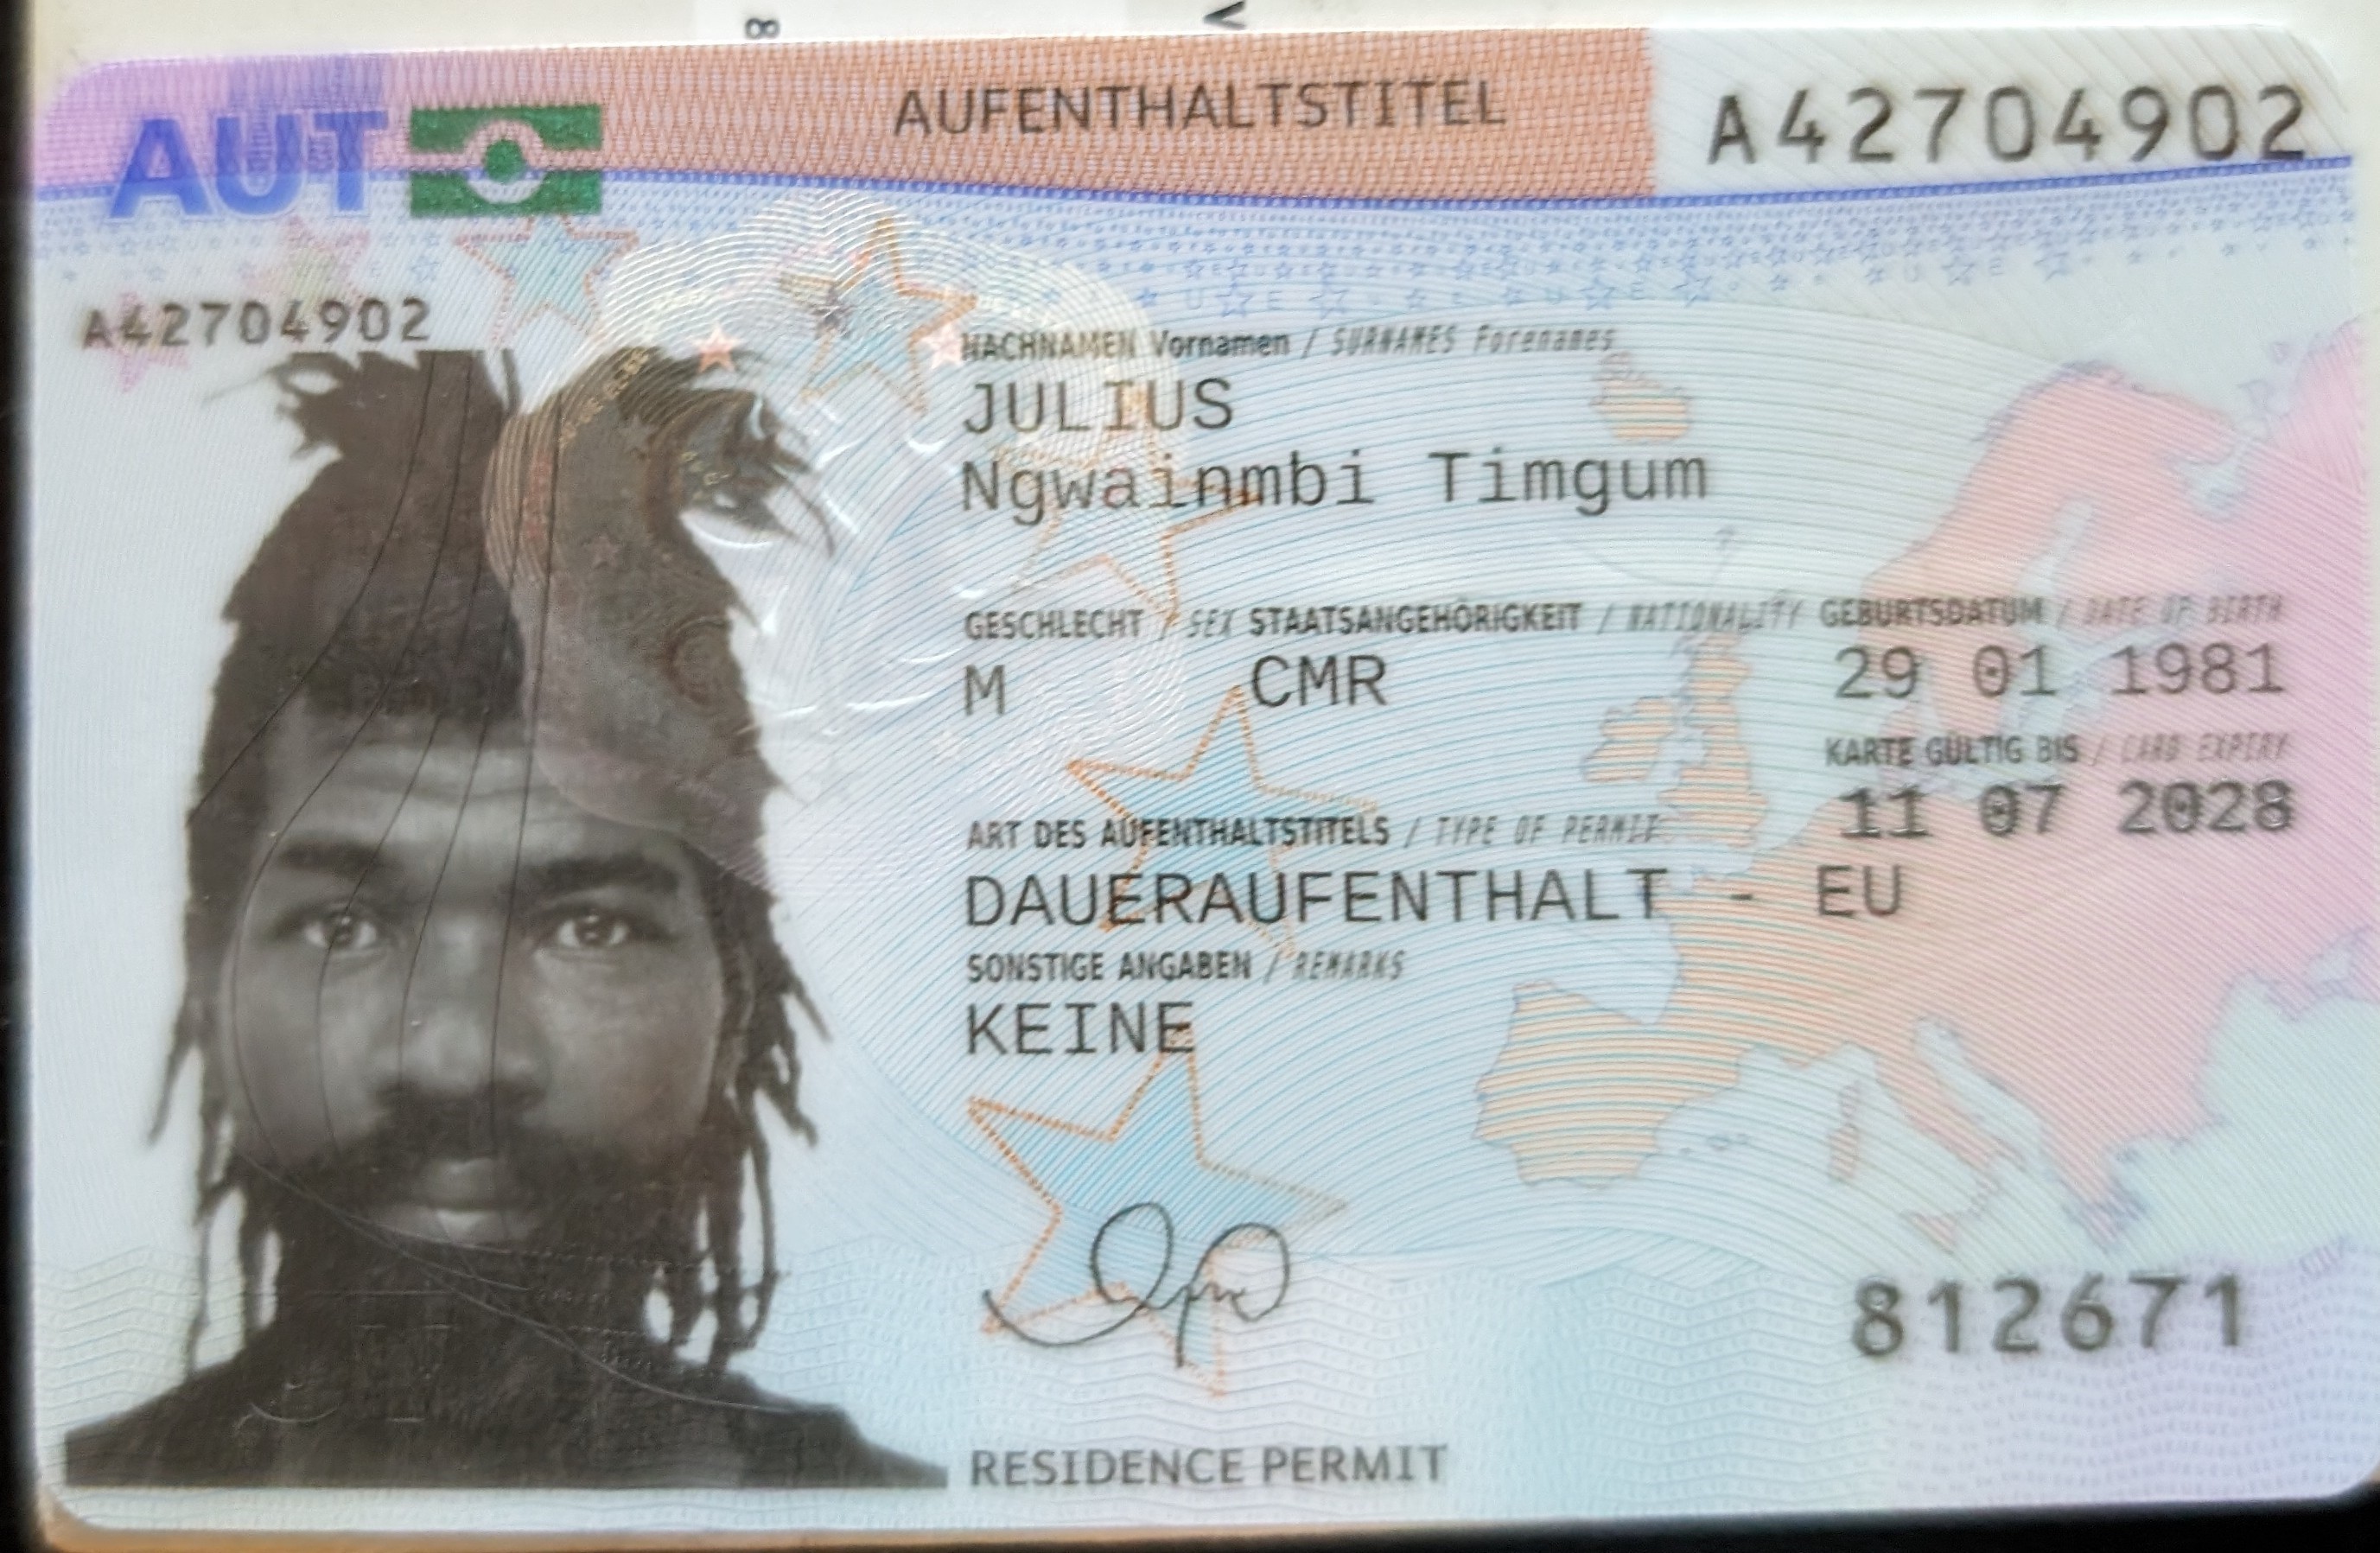 8 V
AUT
AUFENTHALTSTITEL
A42704902
A42704902
NACHNAMEN Vornamen / SURNAMES Forenames
JULIUS
Ngwainmbi Timgum
GESCHLECHT / SEX STAATSANGEHÖRIGKEIT / NATIONALITY GEBURTSDATUM / DATE OF BIRTH
M CMR 29 01 1981
KARTE GÜLTIG BIS / CARD EXPIRY
11 07 2028
ART DES AUFENTHALTSTITELS / TYPE OF PERMIT
DAUERAUFENTHALT - EU
SONSTIGE ANGABEN / REMARKS
KEINE
812671
RESIDENCE PERMIT